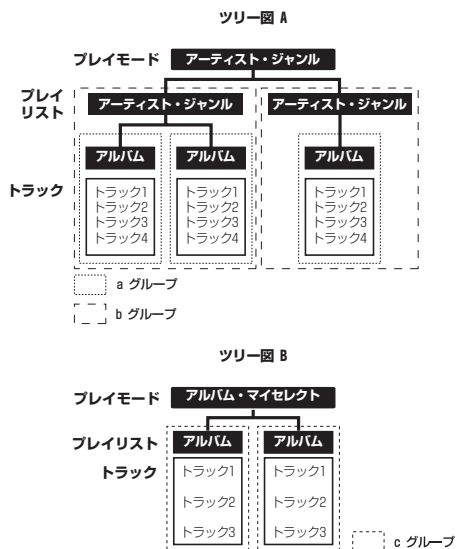 ツリー図 A
プレイモード アーティスト・ジャンル
プレイ
リスト
アーティスト・ジャンル アーティスト・ジャンル
アルバム アルバム アルバム
トラック
トラック1 トラック1 トラック1
トラック2 トラック2 トラック2
トラック3 トラック3 トラック3
トラック4 トラック4 トラック4
a グループ
b グループ
ツリー図 B
プレイモード アルバム・マイセレクト
プレイリスト アルバム アルバム
トラック トラック1 トラック1
トラック2 トラック2
トラック3 トラック3
c グループ